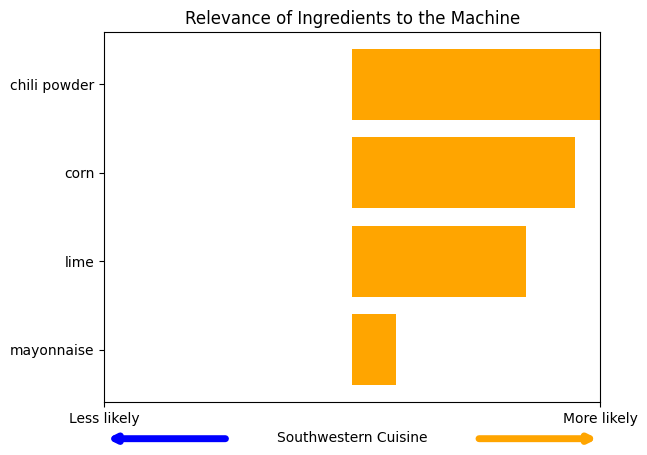 Relevance of Ingredients to the Machine
chili powder
corn
lime
mayonnaise
Less likely
More likely
Southwestern Cuisine